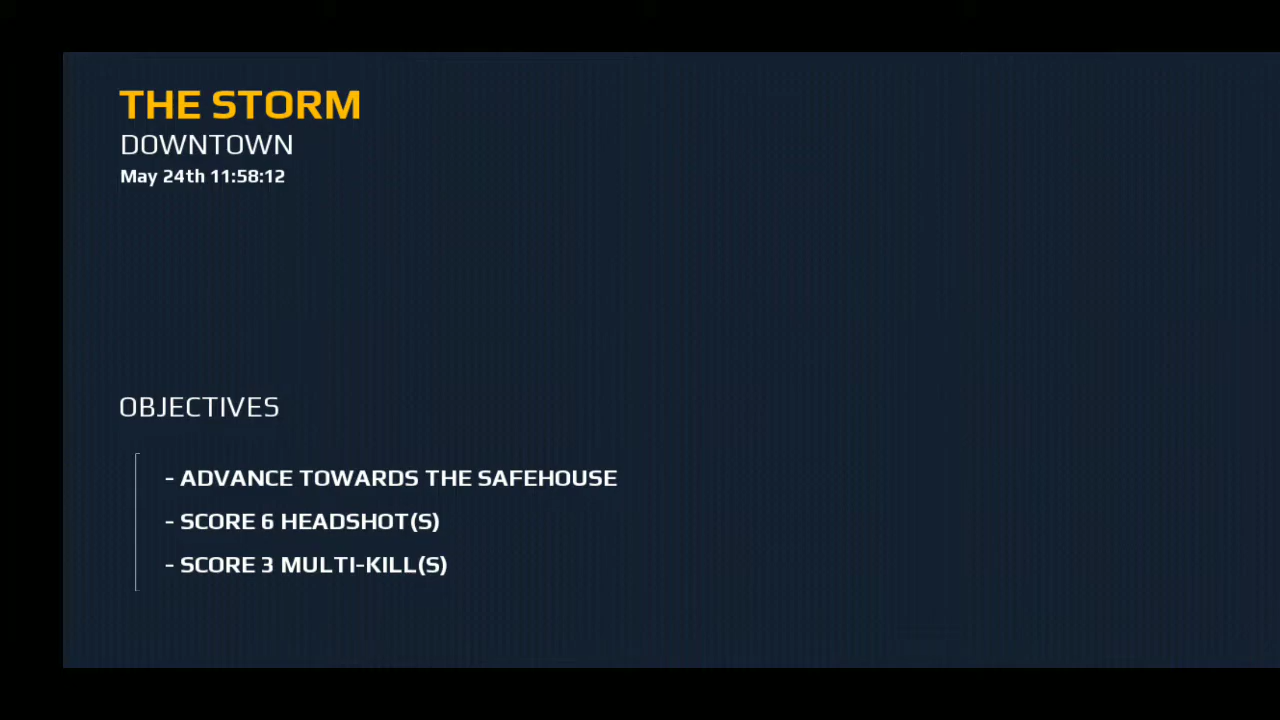 THE STORM
DOWNTOWN
May 24th 11:58:12
OBJECTIVES
- ADVANCE TOWARDS THE SAFEHOUSE
- SCORE 6 HEADSHOT(S)
- SCORE 3 MULTI-KILL(S)